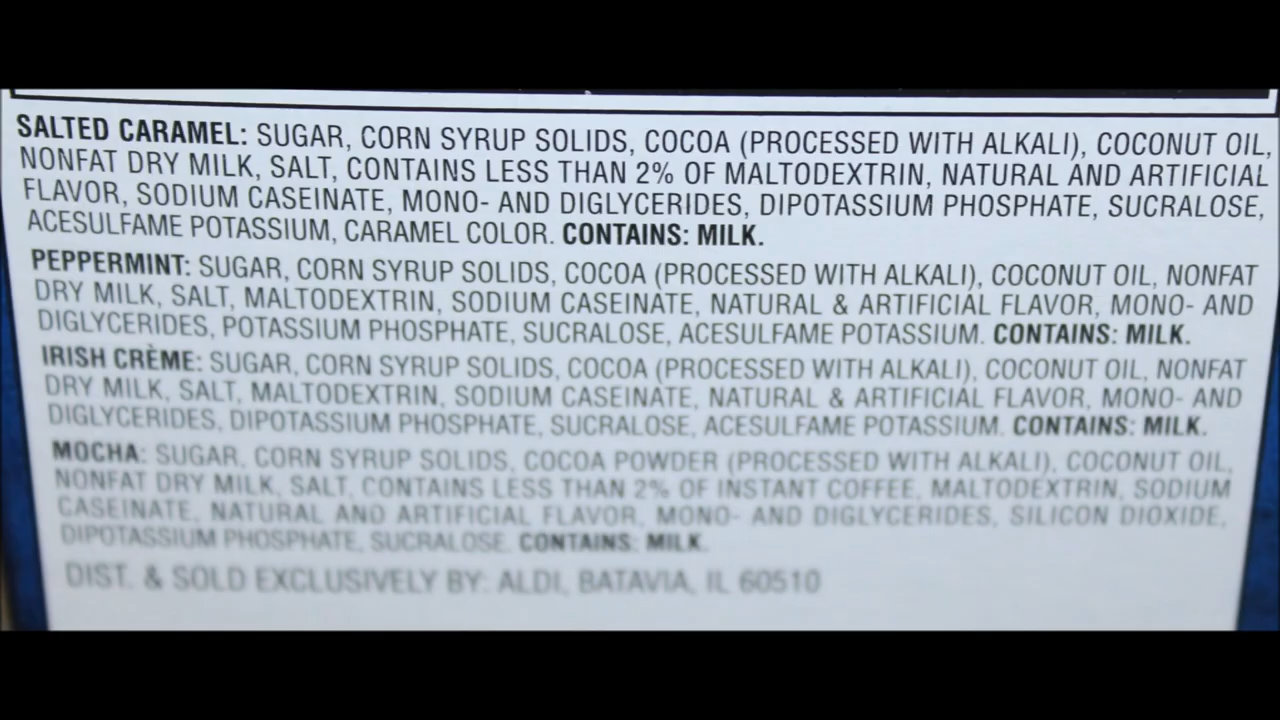 SALTED CARAMEL: SUGAR, CORN SYRUP SOLIDS, COCOA (PROCESSED WITH ALKALI), COCONUT OIL,
NONFAT DRY MILK, SALT, CONTAINS LESS THAN 2% OF MALTODEXTRIN, NATURAL AND ARTIFICIAL
FLAVOR, SODIUM CASEINATE, MONO- AND DIGLYCERIDES, DIPOTASSIUM PHOSPHATE, SUCRALOSE,
ACESULFAME POTASSIUM, CARAMEL COLOR. CONTAINS: MILK.
PEPPERMINT: SUGAR, CORN SYRUP SOLIDS, COCOA (PROCESSED WITH ALKALI), COCONUT OIL, NONFAT
DRY MILK, SALT, MALTODEXTRIN, SODIUM CASEINATE, NATURAL & ARTIFICIAL FLAVOR, MONO- AND
DIGLYCERIDES, POTASSIUM PHOSPHATE, SUCRALOSE, ACESULFAME POTASSIUM. CONTAINS: MILK.
IRISH CRÈME: SUGAR, CORN SYRUP SOLIDS, COCOA (PROCESSED WITH ALKALI), COCONUT OIL, NONFAT
DRY MILK, SALT, MALTODEXTRIN, SODIUM CASEINATE, NATURAL & ARTIFICIAL FLAVOR, MONO- AND
DIGLYCERIDES, DIPOTASSIUM PHOSPHATE, SUCRALOSE, ACESULFAME POTASSIUM. CONTAINS: MILK.
MOCHA: SUGAR, CORN SYRUP SOLIDS, COCOA POWDER (PROCESSED WITH ALKALI), COCONUT OIL,
NONFAT DRY MILK, SALT, CONTAINS LESS THAN 2% OF INSTANT COFFEE, MALTODEXTRIN, SODIUM
CASEINATE, NATURAL AND ARTIFICIAL FLAVOR, MONO- AND DIGLYCERIDES, SILICON DIOXIDE,
DIPOTASSIUM PHOSPHATE, SUCRALOSE. CONTAINS: MILK.
DIST. & SOLD EXCLUSIVELY BY: ALDI, BATAVIA, IL 60510